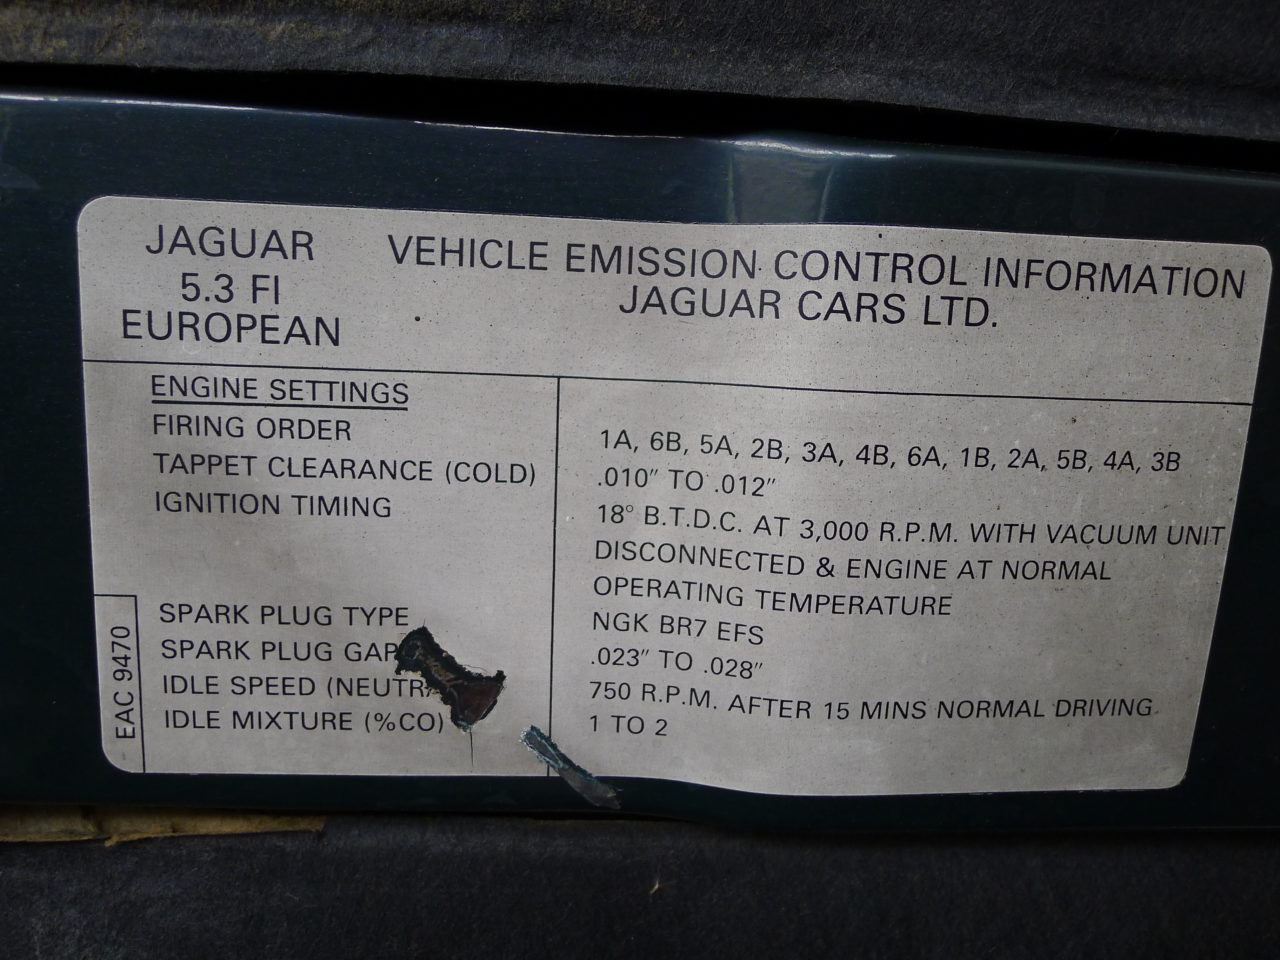 JAGUAR
5.3 FI
EUROPEAN
VEHICLE EMISSION CONTROL INFORMATION
JAGUAR CARS LTD.
ENGINE SETTINGS
FIRING ORDER
1A, 6B, 5A, 2B, 3A, 4B, 6A, 1B, 2A, 5B, 4A, 3B
TAPPET CLEARANCE (COLD)
.010″ TO .012″
IGNITION TIMING
18° B.T.D.C. AT 3,000 R.P.M. WITH VACUUM UNIT
DISCONNECTED & ENGINE AT NORMAL
OPERATING TEMPERATURE
SPARK PLUG TYPE
NGK BR7 EFS
SPARK PLUG GAP
.023″ TO .028″
IDLE SPEED (NEUTRA
750 R.P.M. AFTER 15 MINS NORMAL DRIVING
IDLE MIXTURE (%CO)
1 TO 2
EAC 9470